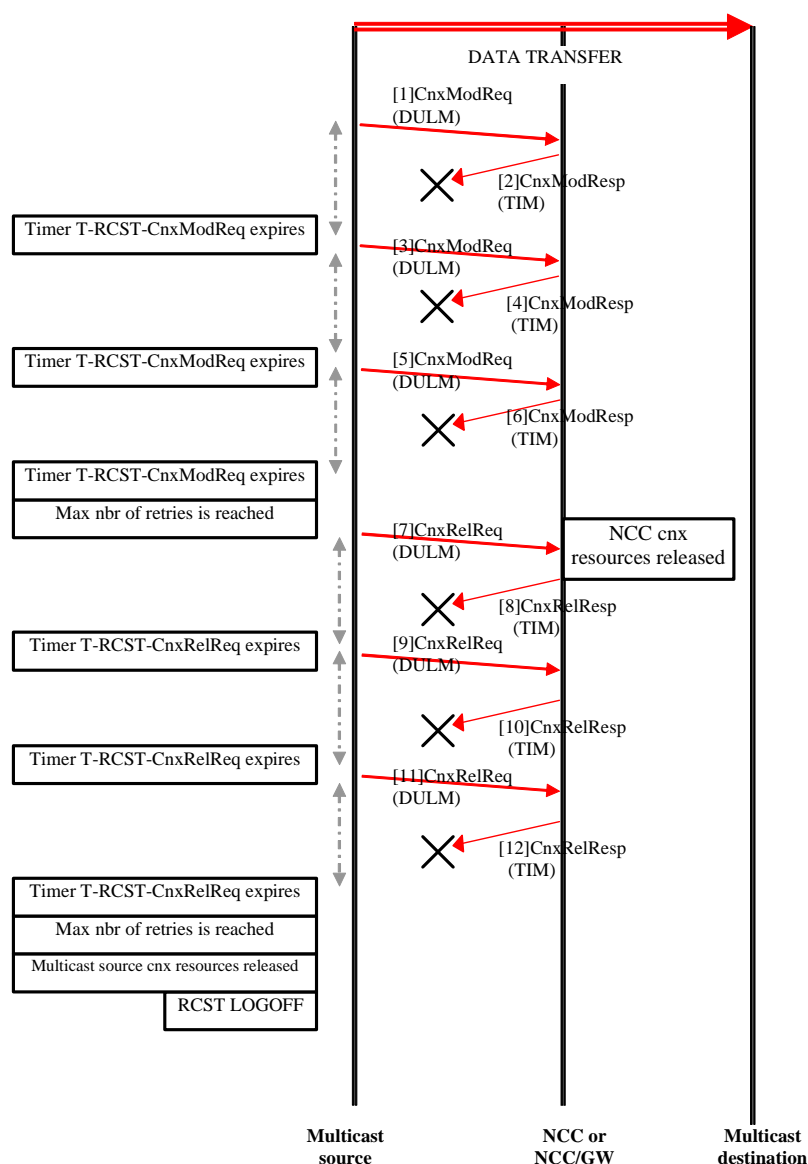 DATA TRANSFER
[1]CnxModReq
(DULM)
[2]CnxModResp
(TIM)
Timer T-RCST-CnxModReq expires
[3]CnxModReq
(DULM)
[4]CnxModResp
(TIM)
Timer T-RCST-CnxModReq expires
[5]CnxModReq
(DULM)
[6]CnxModResp
(TIM)
Timer T-RCST-CnxModReq expires
Max nbr of retries is reached
[7]CnxRelReq
(DULM)
NCC cnx
resources released
[8]CnxRelResp
(TIM)
Timer T-RCST-CnxRelReq expires
[9]CnxRelReq
(DULM)
[10]CnxRelResp
(TIM)
Timer T-RCST-CnxRelReq expires
[11]CnxRelReq
(DULM)
[12]CnxRelResp
(TIM)
Timer T-RCST-CnxRelReq expires
Max nbr of retries is reached
Multicast source cnx resources released
RCST LOGOFF
Multicast
source
NCC or
NCC/GW
Multicast
destination